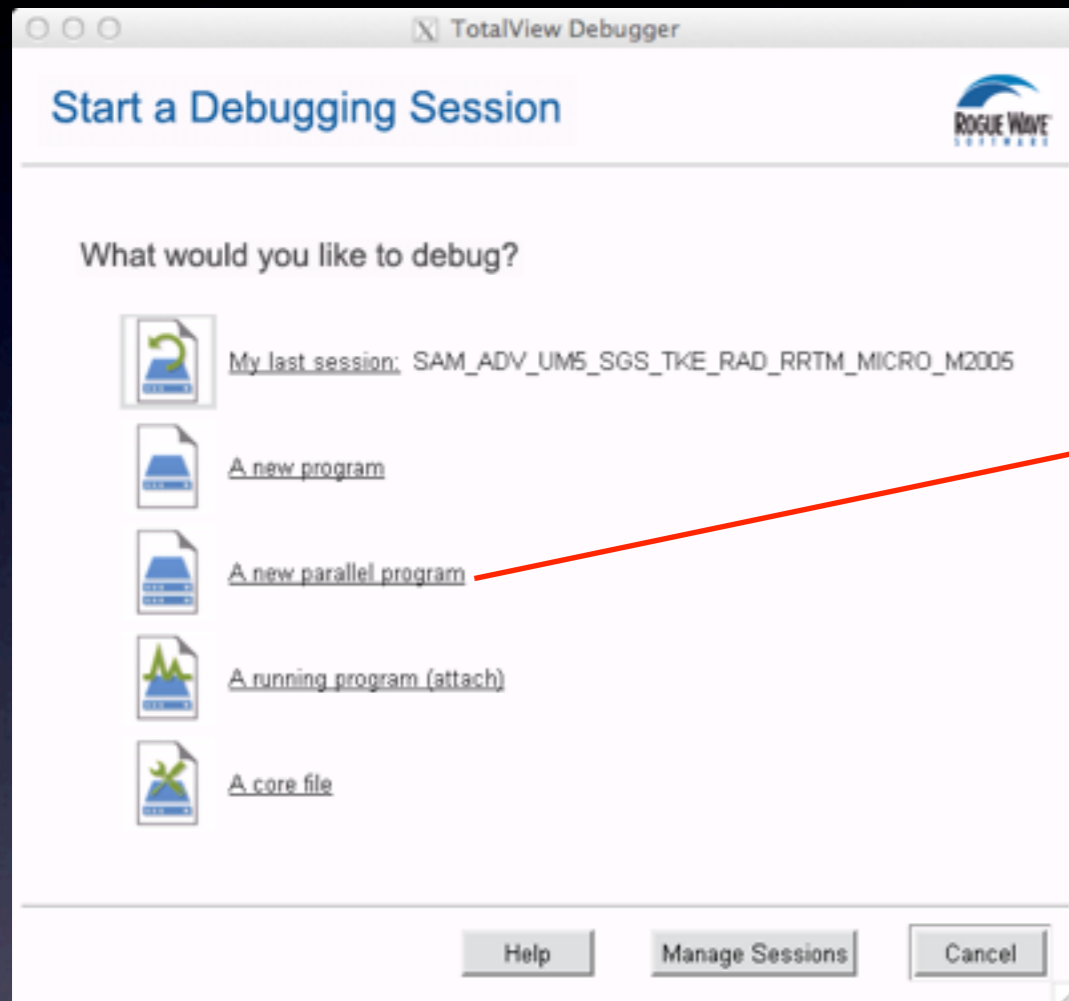 TotalView Debugger
Start a Debugging Session
ROGUE WAVE
SOFTWARE
What would you like to debug?
My last session: SAM_ADV_UM5_SGS_TKE_RAD_RRTM_MICRO_M2005
A new program
A new parallel program
A running program (attach)
A core file
Help
Manage Sessions
Cancel